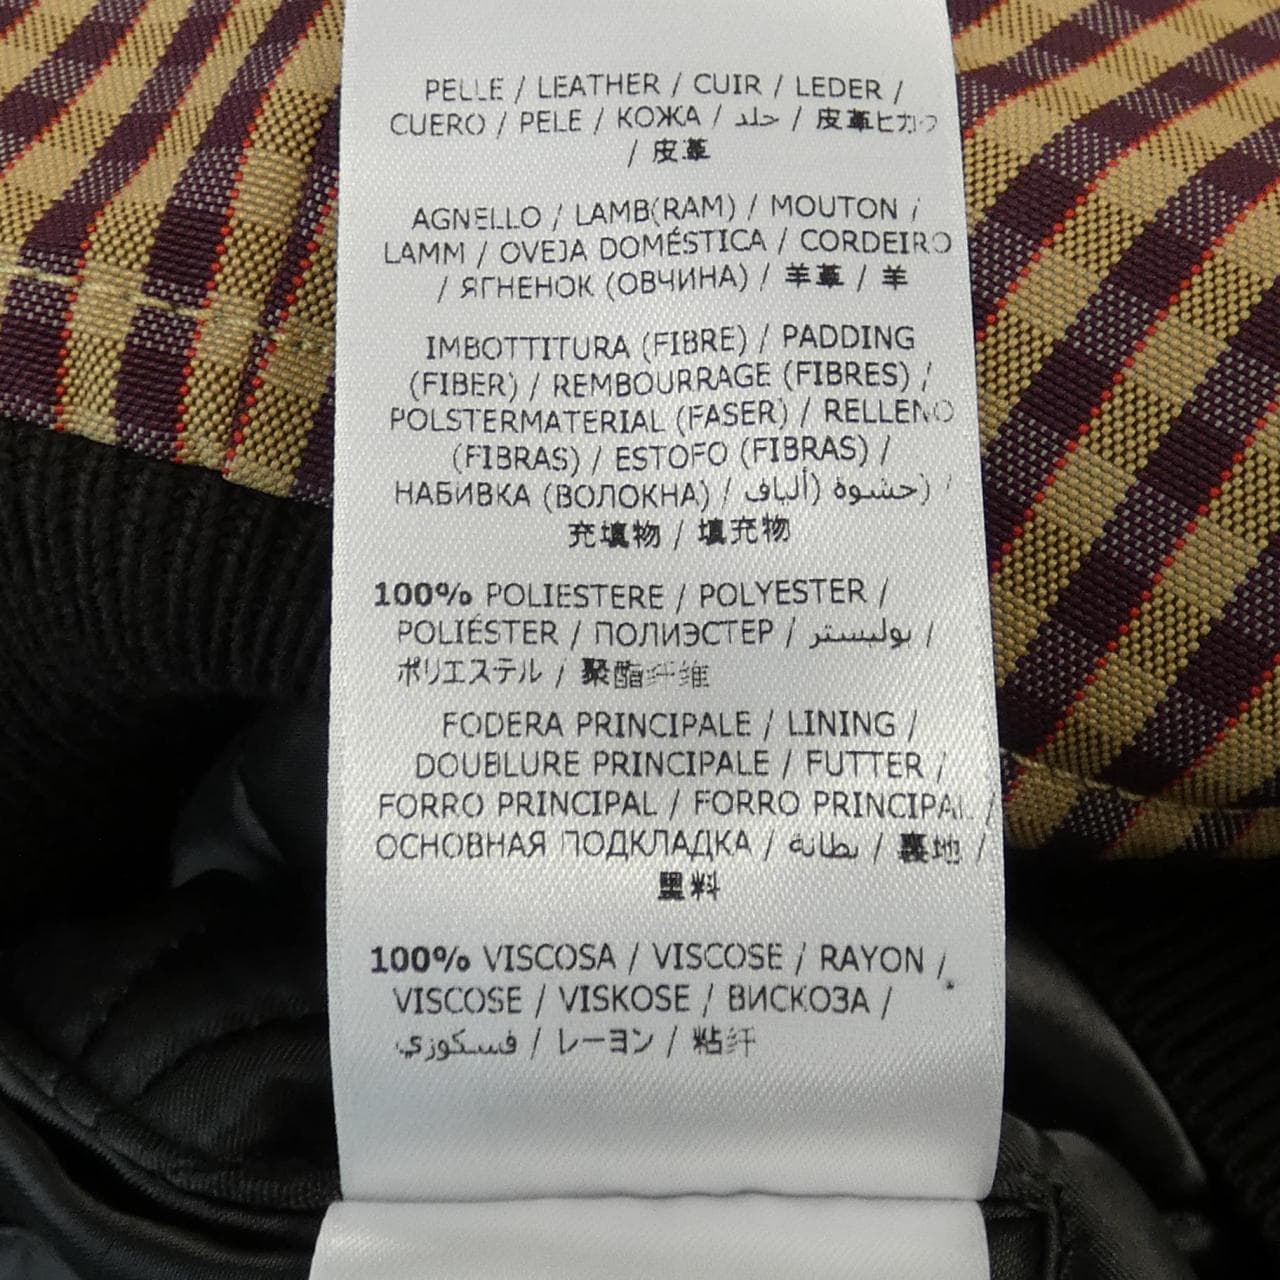 PELLE / LEATHER / CUIR / LEDER /
CUERO / PELE / КОЖА / جلد / 皮革ヒカク
/ 皮革
AGNELLO / LAMB(RAM) / MOUTON /
LAMM / OVEJA DOMÉSTICA / CORDEIRO
/ ЯГНЕНОК (ОВЧИНА) / 羊革 / 羊
IMBOTTITURA (FIBRE) / PADDING
(FIBER) / REMBOURRAGE (FIBRES) /
POLSTERMATERIAL (FASER) / RELLENO
(FIBRAS) / ESTOFO (FIBRAS) /
НАБИВКА (ВОЛОКНА) / حشوة (ألياف) /
充填物 / 填充物
100% POLIESTERE / POLYESTER /
POLIÉSTER / ПОЛИЭСТЕР / بوليستر /
ポリエステル / 聚酯纤维
FODERA PRINCIPALE / LINING /
DOUBLURE PRINCIPALE / FUTTER /
FORRO PRINCIPAL / FORRO PRINCIPAL /
ОСНОВНАЯ ПОДКЛАДКА / بطانة / 裏地 /
里料
100% VISCOSA / VISCOSE / RAYON /
VISCOSE / VISKOSE / ВИСКОЗА /
فسكوزي / レーヨン / 粘纤